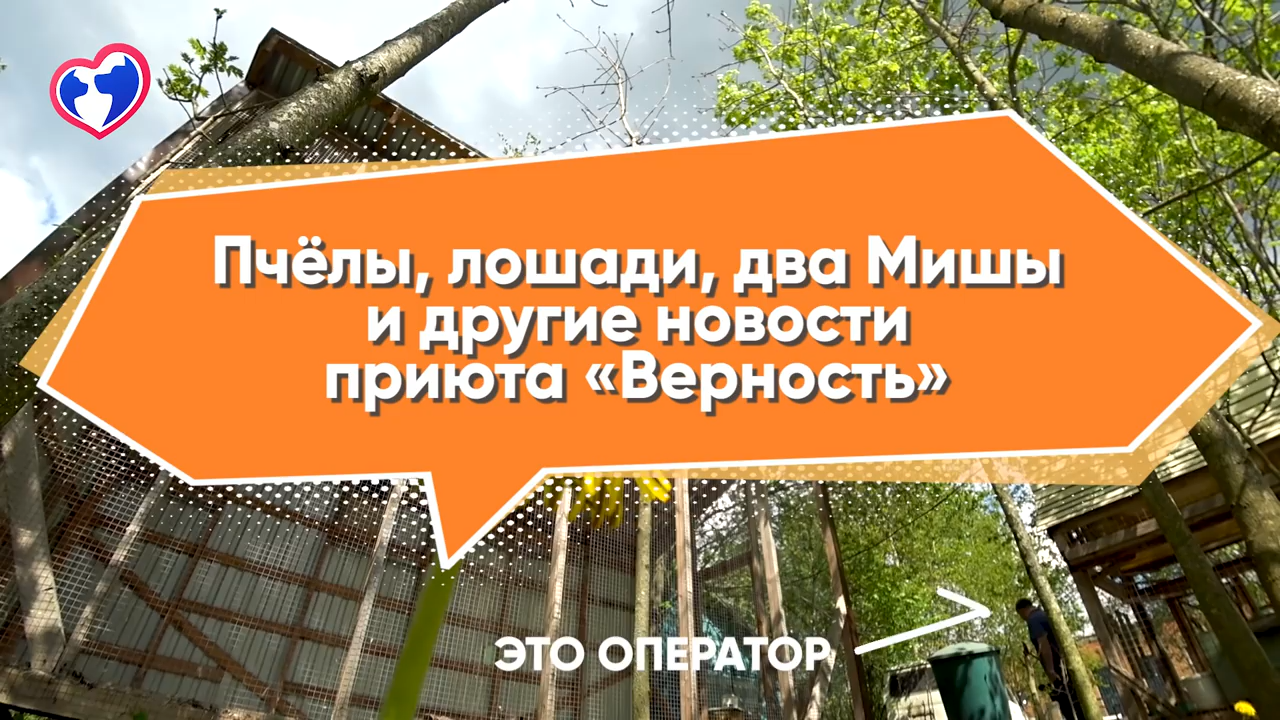 Пчёлы, лошади, два Мишы
и другие новости
приюта «Верность»
ЭТО ОПЕРАТОР